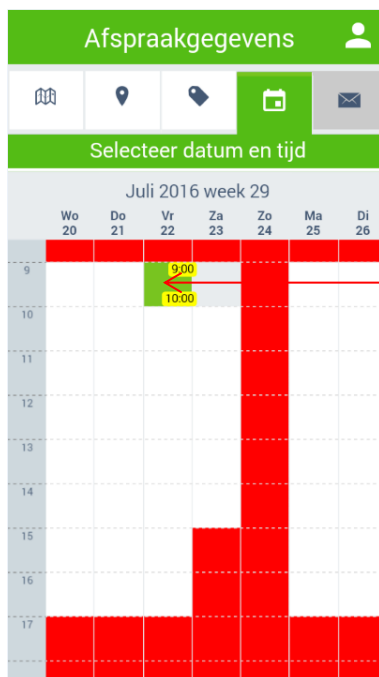 Afspraakgegevens
Selecteer datum en tijd
Juli 2016 week 29
Wo Do Vr Za Zo Ma Di
20 21 22 23 24 25 26
9
9:00
10:00
10
11
12
13
14
15
16
17